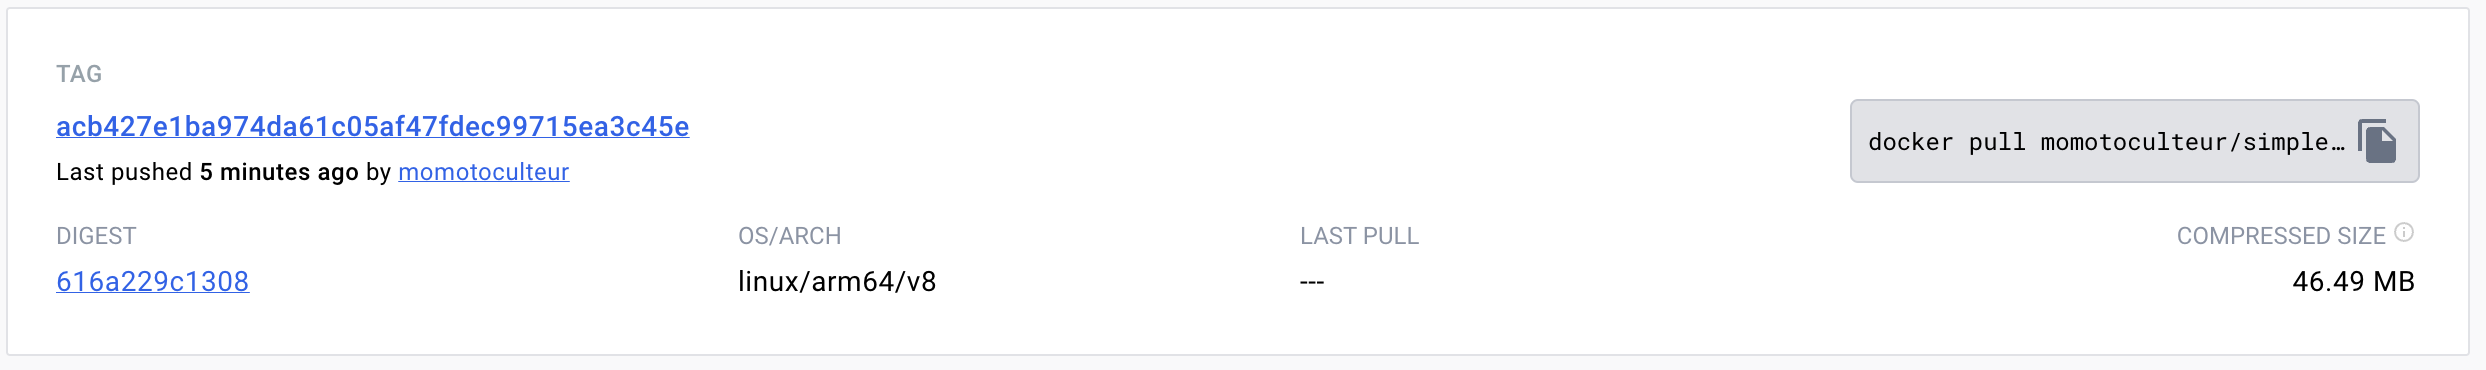 TAG
acb427e1ba974da61c05af47fdec99715ea3c45e
Last pushed 5 minutes ago by momotoculteur
docker pull momotoculteur/simple…
DIGEST
616a229c1308
OS/ARCH
linux/arm64/v8
LAST PULL
---
COMPRESSED SIZE
46.49 MB